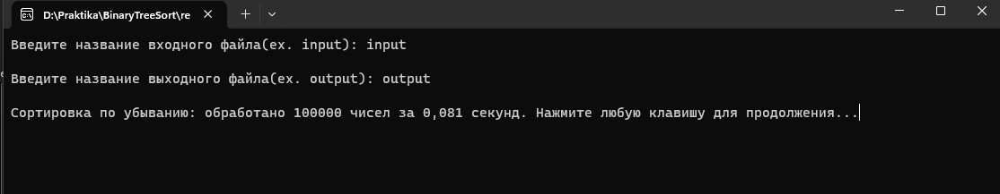 D:\Praktika\BinaryTreeSort\re
Введите название входного файла(ex. input): input
Введите название выходного файла(ex. output): output
Сортировка по убыванию: обработано 100000 чисел за 0,081 секунд. Нажмите любую клавишу для продолжения...